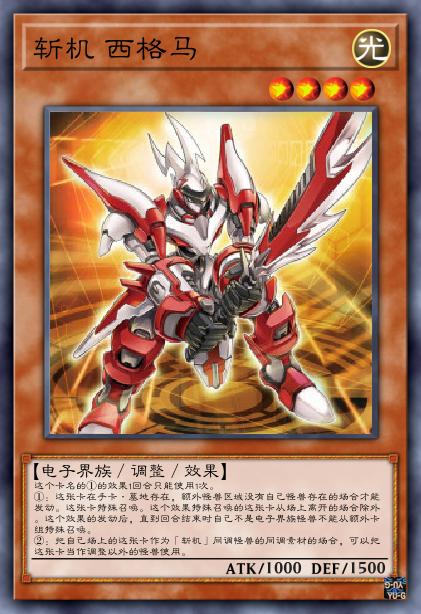 斩机 西格马
光
【电子界族／调整／效果】
这个卡名的①的效果1回合只能使用1次。
①：这张卡在手卡·墓地存在，额外怪兽区域没有自己怪兽存在的场合才能
发动。这张卡特殊召唤。这个效果特殊召唤的这张卡从场上离开的场合除外
。这个效果的发动后，直到回合结束时自己不是电子界族怪兽不能从额外卡
组特殊召唤。
②：把自己场上的这张卡作为「斩机」同调怪兽的同调素材的场合，可以把
这张卡当作调整以外的怪兽使用。
ATK/1000 DEF/1500